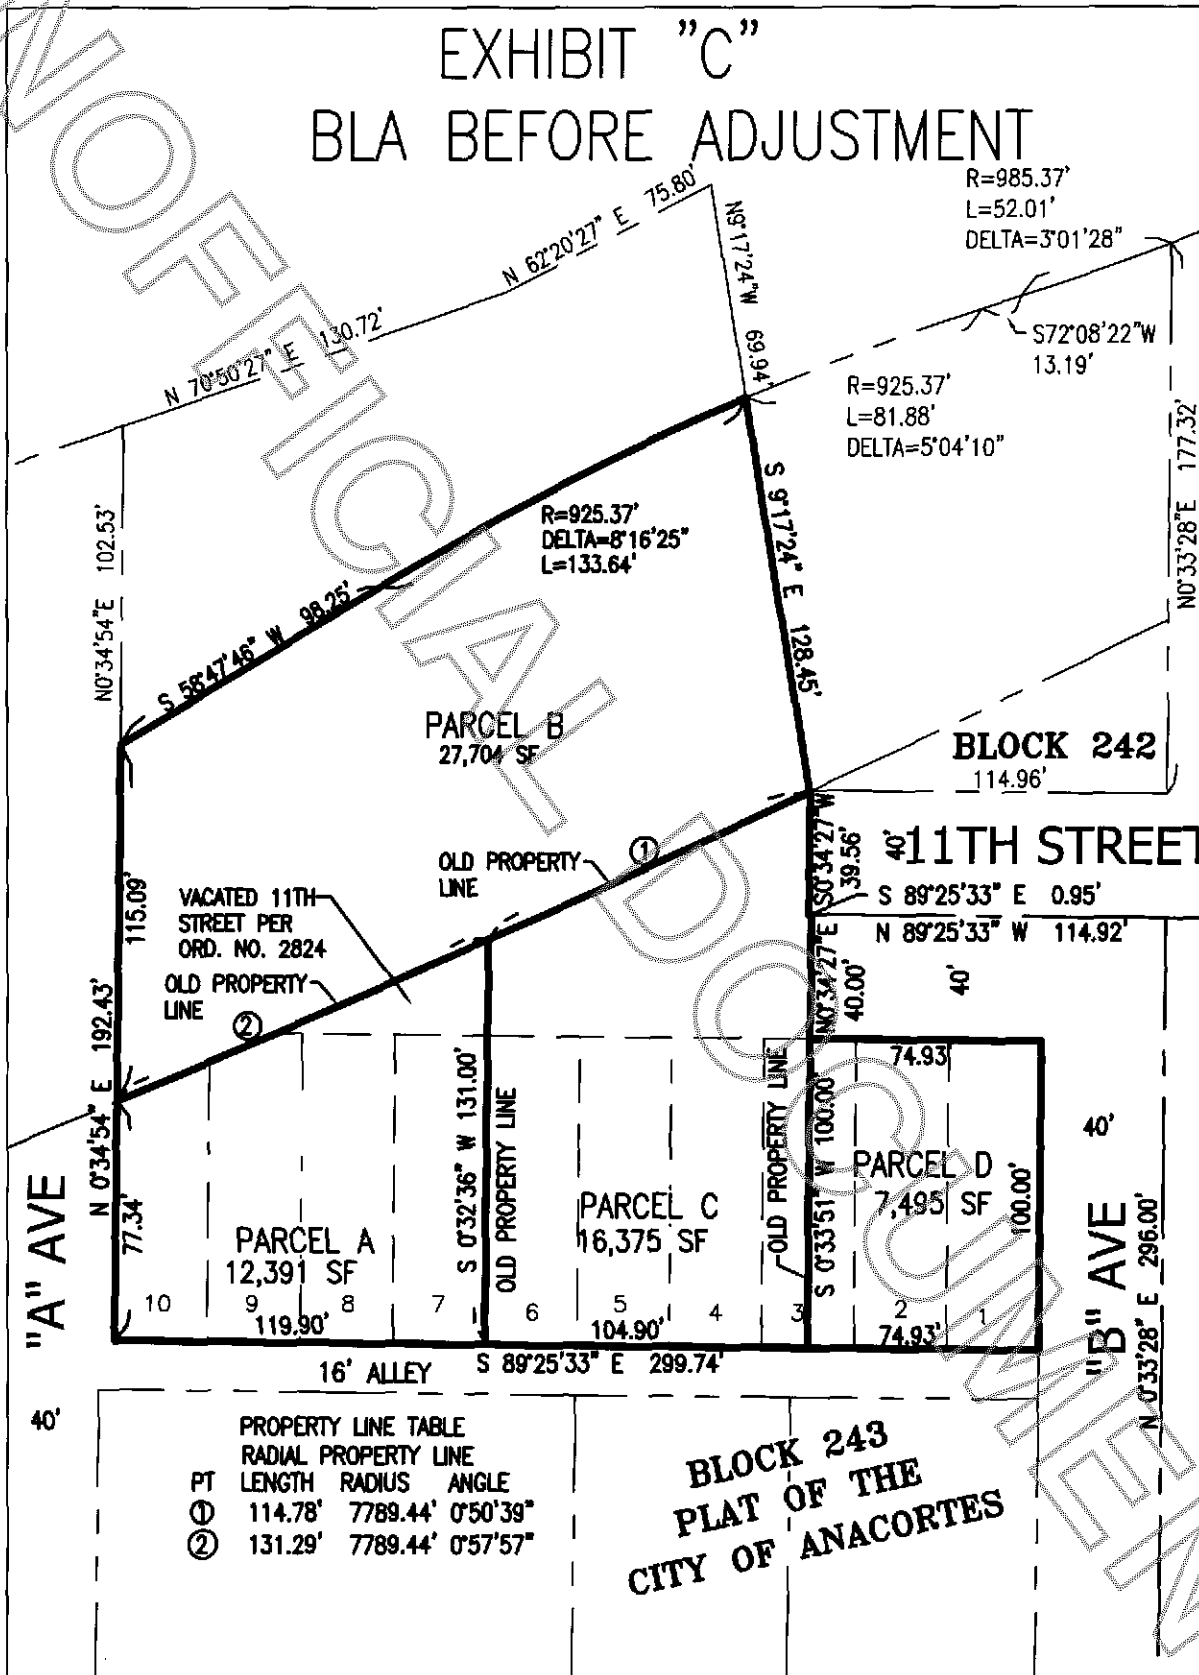 EXHIBIT "C"
BLA BEFORE ADJUSTMENT
R=985.37'
L=52.01'
DELTA=3°01'28"
N 62°20'27" E 75.80'
N9°17'24"W 69.94'
N 70°50'27" E 130.72'
S72°08'22"W
13.19'
R=925.37'
L=81.88'
DELTA=5°04'10"
N0°33'28"E 177.32'
N0°34'54"E 102.53'
R=925.37'
DELTA=8°16'25"
L=133.64'
S 9°17'24" E 128.45'
S 58°47'46" W 98.25'
PARCEL B
27,704 SF
BLOCK 242
114.96'
S0°34'27"W
39.56'
40'
11TH STREET
S 89°25'33" E 0.95'
N 89°25'33" W 114.92'
OLD PROPERTY
LINE
1
VACATED 11TH
STREET PER
ORD. NO. 2824
115.09'
OLD PROPERTY
LINE
2
N0°34'27"E
40.00'
40'
N 0°34'54" E 192.43'
77.34'
S 0°32'36" W 131.00'
OLD PROPERTY LINE
OLD PROPERTY LINE
S 0°33'51" W 100.00'
74.93'
PARCEL D
7,495 SF
100.00'
40'
"A" AVE
PARCEL A
12,391 SF
PARCEL C
16,375 SF
"B" AVE
N 0°33'28" E 296.00'
10 9 8 7 6 5 4 3 2 1
119.90' 104.90' 74.93'
16' ALLEY S 89°25'33" E 299.74'
40'
PROPERTY LINE TABLE
RADIAL PROPERTY LINE
PT LENGTH RADIUS ANGLE
1 114.78' 7789.44' 0°50'39"
2 131.29' 7789.44' 0°57'57"
BLOCK 243
PLAT OF THE
CITY OF ANACORTES
UNOFFICIAL DOCUMENT